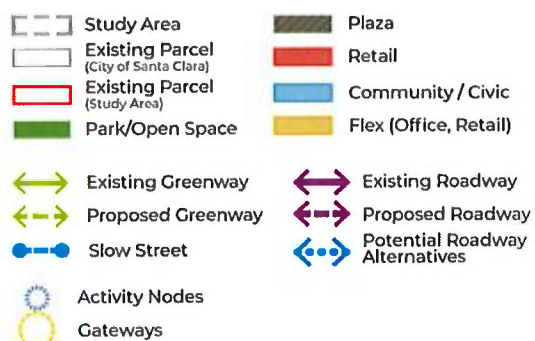 Study Area
Existing Parcel
(City of Santa Clara)
Existing Parcel
(Study Area)
Park/Open Space
Plaza
Retail
Community / Civic
Flex (Office, Retail)
Existing Greenway
Proposed Greenway
Slow Street
Existing Roadway
Proposed Roadway
Potential Roadway
Alternatives
Activity Nodes
Gateways